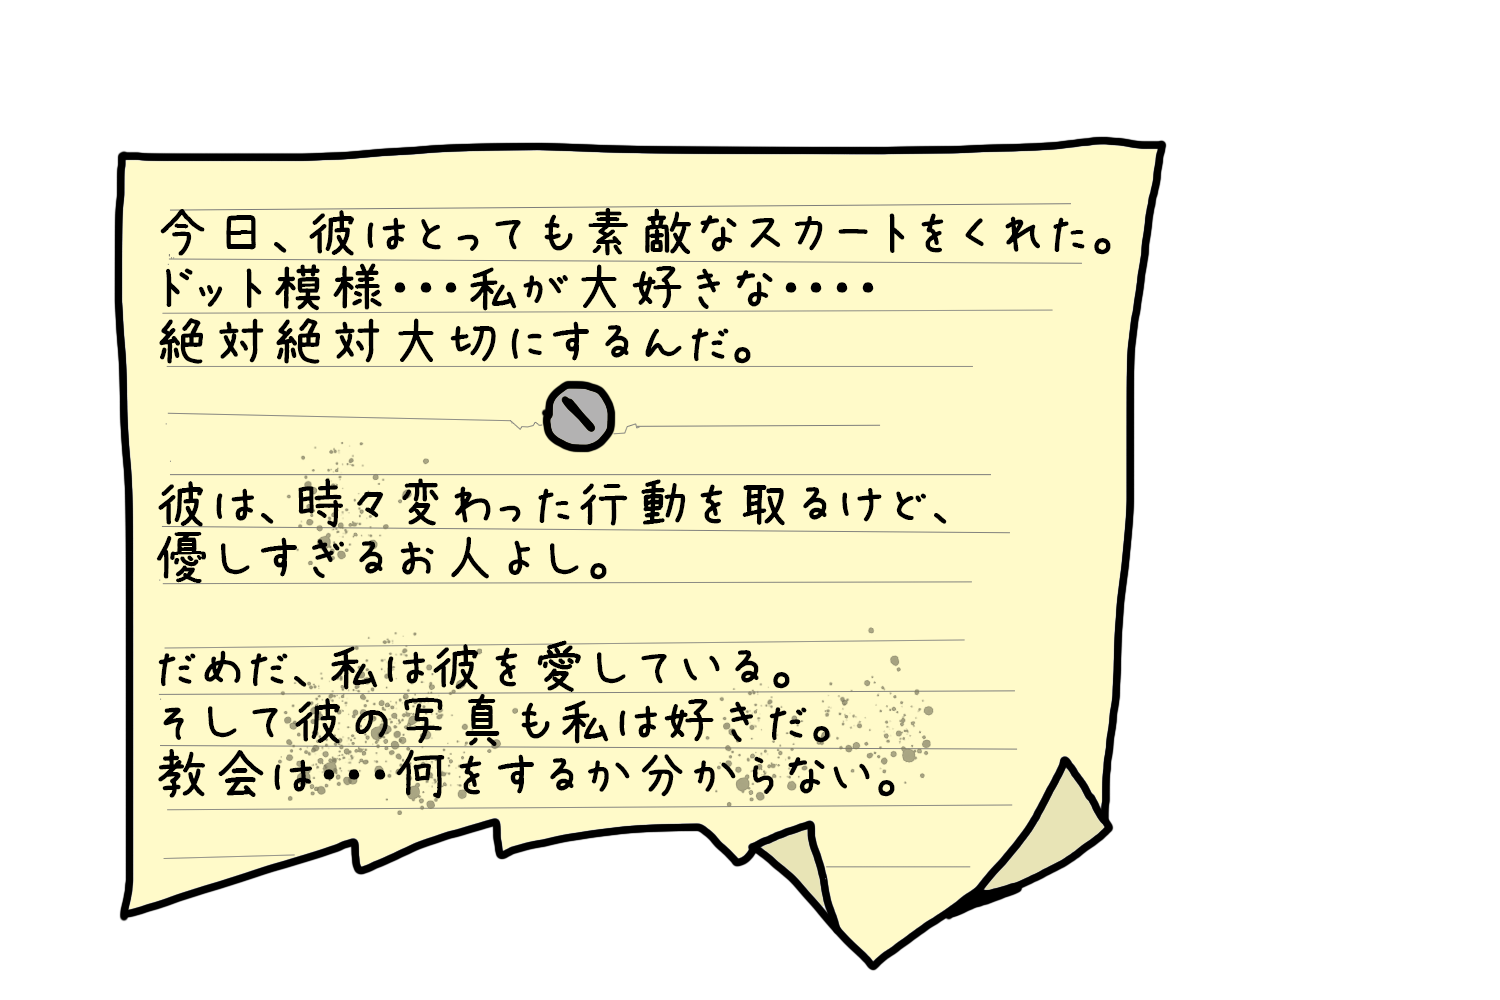 今日、彼はとっても素敵なスカートをくれた。
ドット模様・・・私が大好きな・・・・
絶対絶対大切にするんだ。
彼は、時々変わった行動を取るけど、
優しすぎるお人よし。
だめだ、私は彼を愛している。
そして彼の写真も私は好きだ。
教会は・・・何をするか分からない。